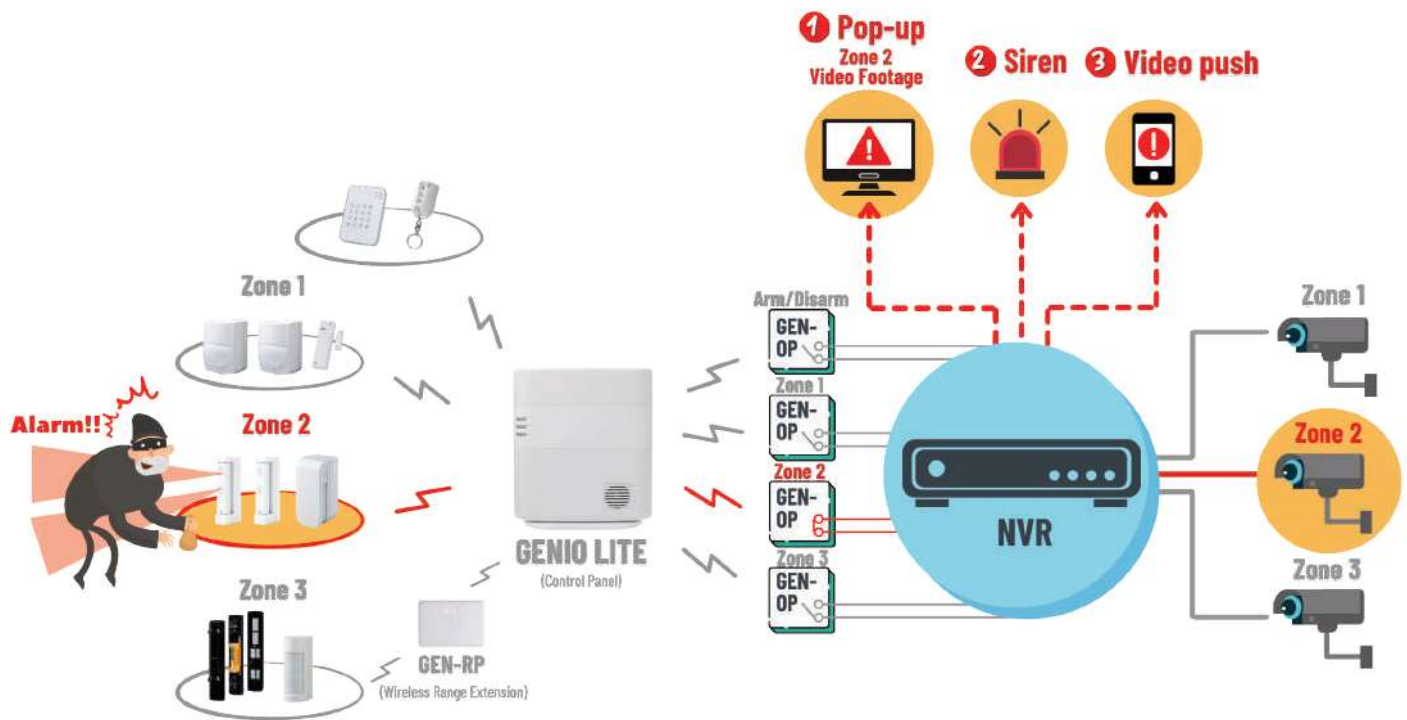 1 Pop-up
Zone 2
Video Footage
2 Siren
3 Video push
Zone 1
Alarm!!
Zone 2
Zone 3
GEN-RP
(Wireless Range Extension)
GENIO LITE
(Control Panel)
Arm/Disarm
GEN-
OP
Zone 1
GEN-
OP
Zone 2
GEN-
OP
Zone 3
GEN-
OP
NVR
Zone 1
Zone 2
Zone 3